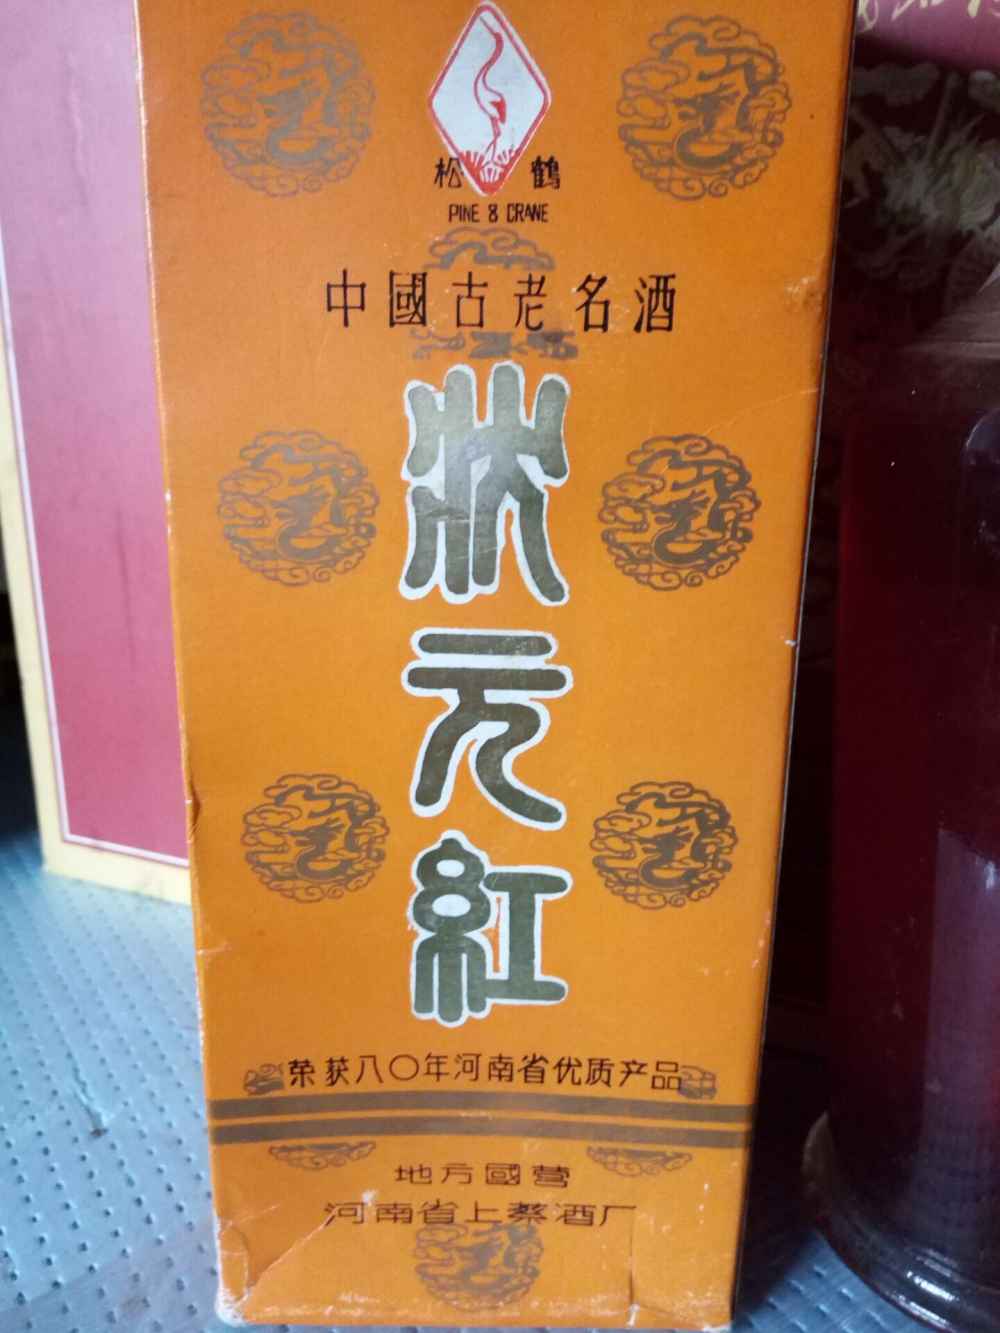 松鹤
PINE & CRANE
中國古老名酒
狀元紅
荣获八〇年河南省优质产品
地方國营
河南省上蔡酒厂